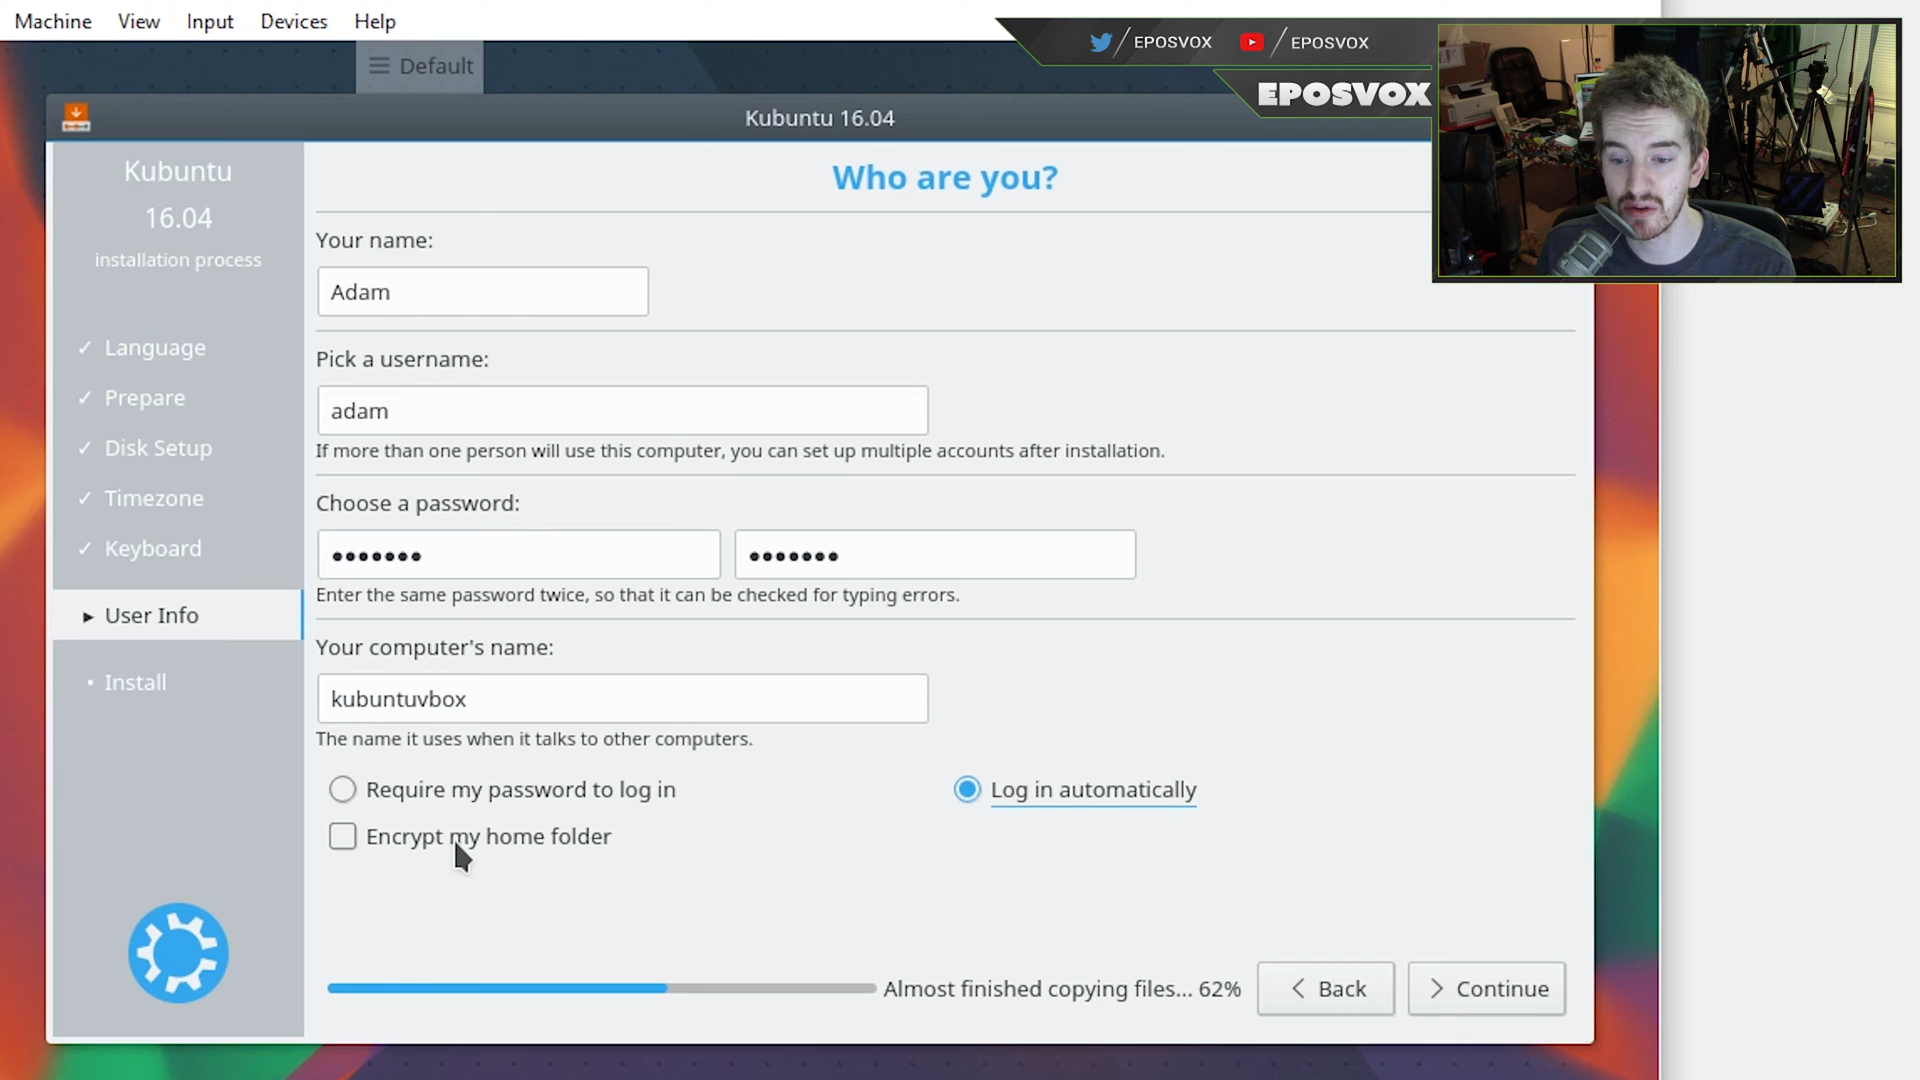 Machine View Input Devices Help
Default
EPOSVOX EPOSVOX
EPOSVOX
Kubuntu 16.04
Kubuntu
16.04
installation process
✓ Language
✓ Prepare
✓ Disk Setup
✓ Timezone
✓ Keyboard
▸ User Info
• Install
Who are you?
Your name:
Adam
Pick a username:
adam
If more than one person will use this computer, you can set up multiple accounts after installation.
Choose a password:
••••••• •••••••
Enter the same password twice, so that it can be checked for typing errors.
Your computer's name:
kubuntuvbox
The name it uses when it talks to other computers.
Require my password to log in Log in automatically
Encrypt my home folder
Almost finished copying files... 62% < Back > Continue